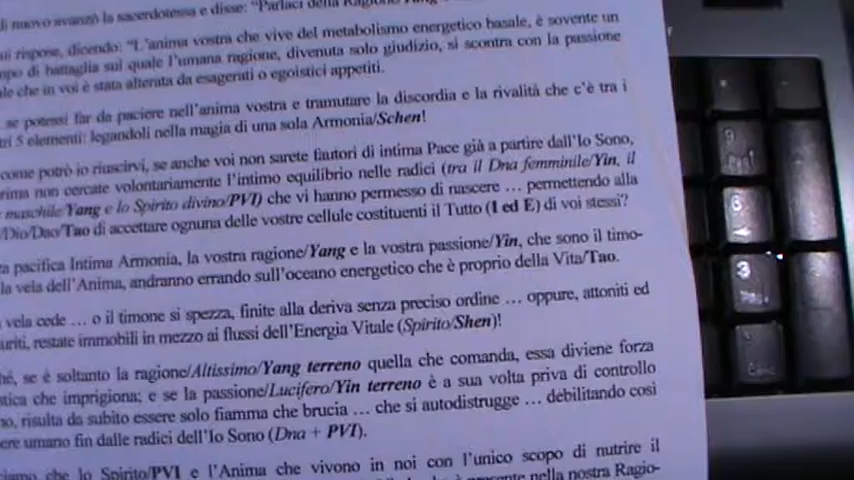 di nuovo avanzò la sacerdotessa e disse: "Parlaci della Ragione
rispose, dicendo: "L'anima vostra che vive del metabolismo energetico basale, è sovente un
di battaglia sul quale l'umana ragione, divenuta solo giudizio, si scontra con la passione
che in voi è stata alterata da esagerati o egoistici appetiti.
se potessi far da paciere nell'anima vostra e tramutare la discordia e la rivalità che c'è tra i
5 elementi: legandoli nella magia di una sola Armonia/Schen!
come potrò io riuscirvi, se anche voi non sarete fautori di intima Pace già a partire dall'Io Sono,
prima non cercate volontariamente l'intimo equilibrio nelle radici (tra il Dna femminile/Yin, il
maschile/Yang e lo Spirito divino/PVI) che vi hanno permesso di nascere … permettendo alla
/Dio/Dao/Tao di accettare ognuna delle vostre cellule costituenti il Tutto (1 ed E) di voi stessi?
pacifica Intima Armonia, la vostra ragione/Yang e la vostra passione/Yin, che sono il timo-
la vela dell'Anima, andranno errando sull'oceano energetico che è proprio della Vita/Tao.
vela cede … o il timone si spezza, finite alla deriva senza preciso ordine … oppure, attoniti ed
restate immobili in mezzo ai flussi dell'Energia Vitale (Spirito/Shen)!
se è soltanto la ragione/Altissimo/Yang terreno quella che comanda, essa diviene forza
che imprigiona; e se la passione/Lucifero/Yin terreno è a sua volta priva di controllo
risulta da subito essere solo fiamma che brucia … che si autodistrugge … debilitando così
umano fin dalle radici dell'Io Sono (Dna + PVI).
che lo Spirito/PVI e l'Anima che vivono in noi con l'unico scopo di nutrire il
nella nostra Ragio-
9
6
3